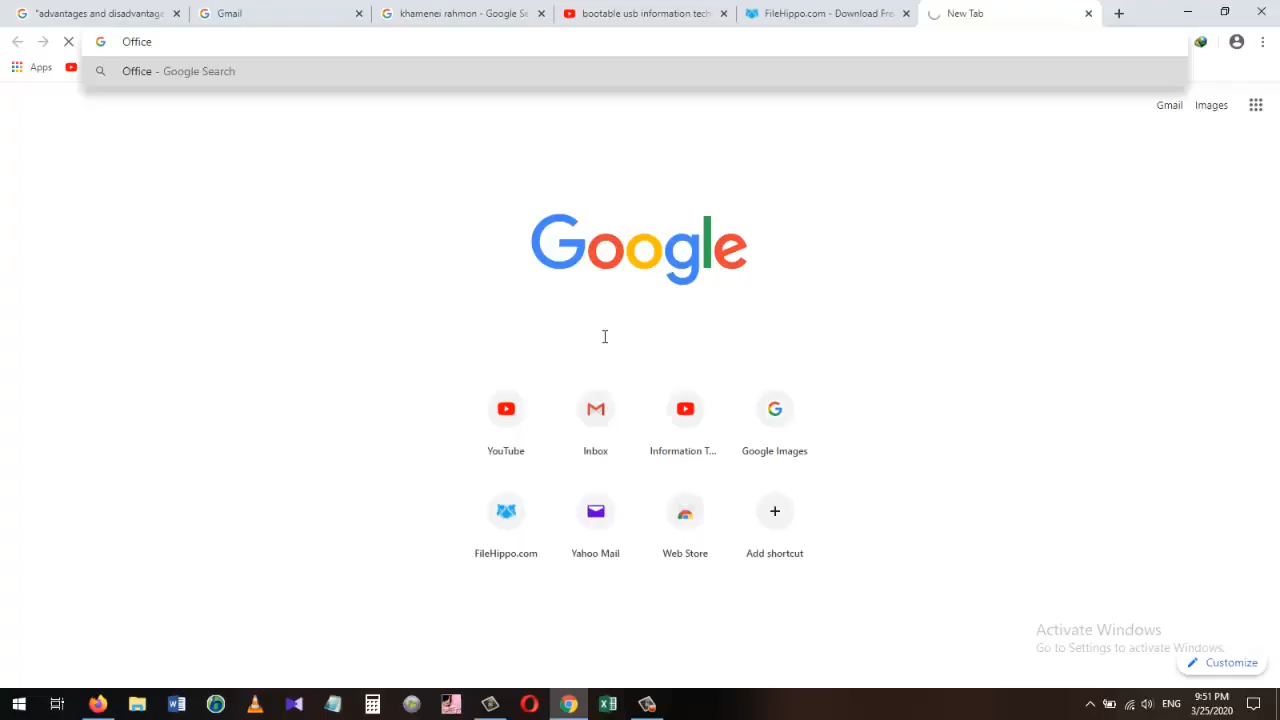 "advantages and disadvantage
Gmail
khamenei rahmon - Google Se
bootable usb information tech
FileHippo.com - Download Fre
New Tab
Office
Apps
Office - Google Search
Gmail
Images
Google
YouTube
Inbox
Information T...
Google Images
FileHippo.com
Yahoo Mail
Web Store
Add shortcut
Activate Windows
Go to Settings to activate Windows.
Customize
ENG
9:51 PM
3/25/2020